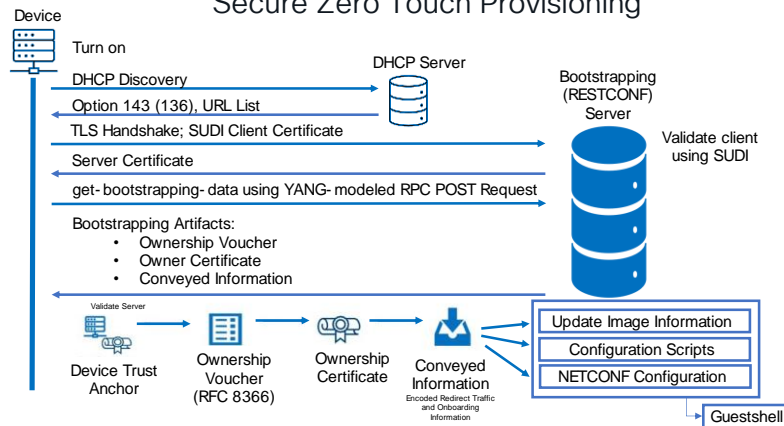 Secure Zero Touch Provisioning
Device
Turn on
DHCP Server
DHCP Discovery
Option 143 (136), URL List
Bootstrapping
(RESTCONF)
Server
TLS Handshake; SUDI Client Certificate
Validate client
using SUDI
Server Certificate
get-bootstrapping-data using YANG-modeled RPC POST Request
Bootstrapping Artifacts:
• Ownership Voucher
• Owner Certificate
• Conveyed Information
Validate Server
Device Trust
Anchor
Ownership
Voucher
(RFC 8366)
Ownership
Certificate
Conveyed
Information
Encoded Redirect Traffic
and Onboarding
Information
Update Image Information
Configuration Scripts
NETCONF Configuration
Guestshell